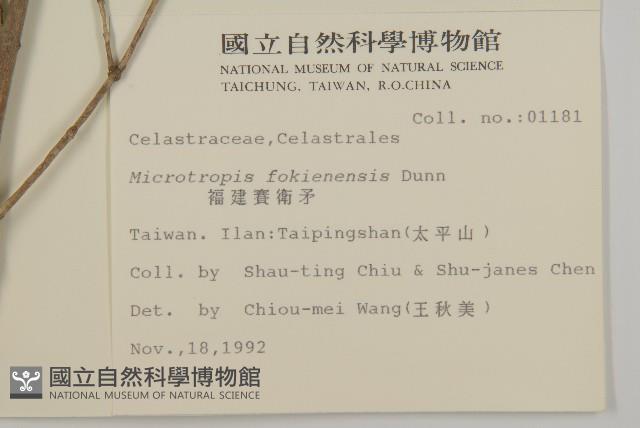 國立自然科學博物館
NATIONAL MUSEUM OF NATURAL SCIENCE
TAICHUNG, TAIWAN, R.O.CHINA
Coll. no.:01181
Celastraceae,Celastrales
Microtropis fokienensis Dunn
福建賽衛矛
Taiwan. Ilan:Taipingshan(太平山)
Coll. by Shau-ting Chiu & Shu-janes Chen
Det. by Chiou-mei Wang(王秋美)
Nov.,18,1992
國立自然科學博物館
NATIONAL MUSEUM OF NATURAL SCIENCE